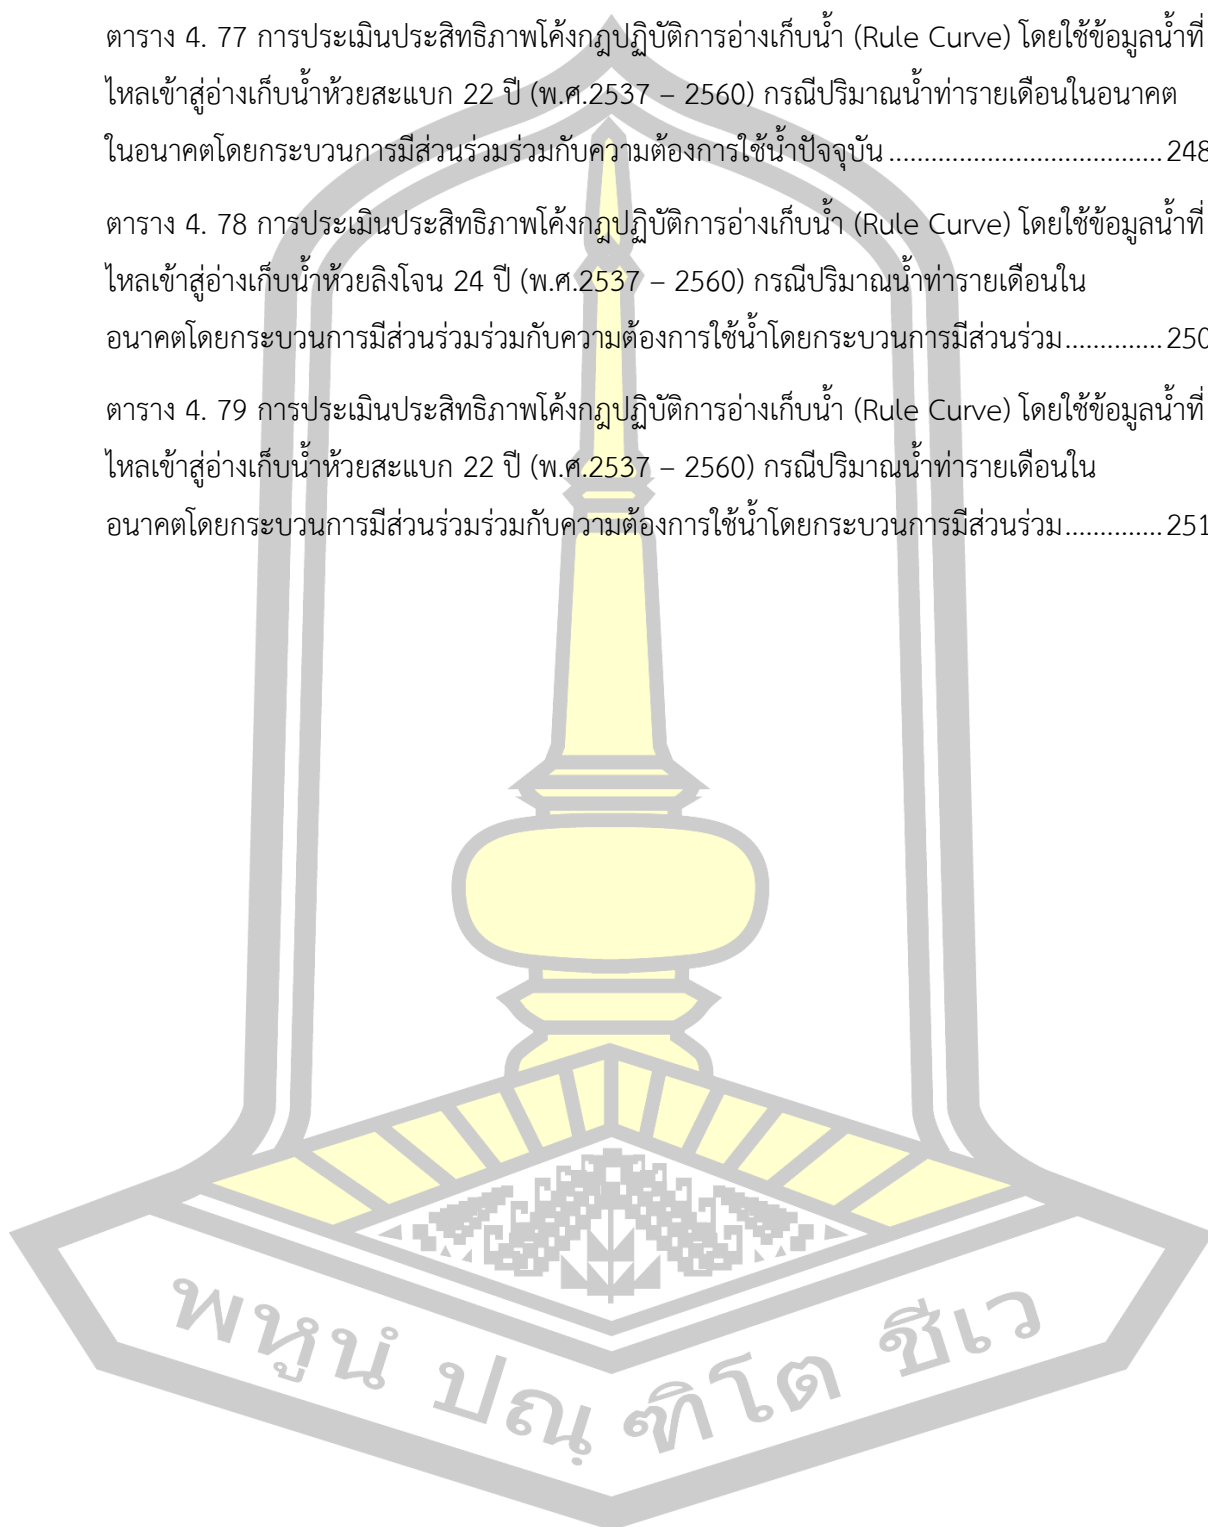 ตาราง 4. 77 การประเมินประสิทธิภาพโค้งกฎปฏิบัติการอ่างเก็บน้ำ (Rule Curve) โดยใช้ข้อมูลน้ำที่
ไหลเข้าสู่อ่างเก็บน้ำห้วยสะแบก 22 ปี (พ.ศ.2537 – 2560) กรณีปริมาณน้ำท่ารายเดือนในอนาคต
ในอนาคตโดยกระบวนการมีส่วนร่วมร่วมกับความต้องการใช้น้ำปัจจุบัน ..................................... 248
ตาราง 4. 78 การประเมินประสิทธิภาพโค้งกฎปฏิบัติการอ่างเก็บน้ำ (Rule Curve) โดยใช้ข้อมูลน้ำที่
ไหลเข้าสู่อ่างเก็บน้ำห้วยลิงโจน 24 ปี (พ.ศ.2537 – 2560) กรณีปริมาณน้ำท่ารายเดือนใน
อนาคตโดยกระบวนการมีส่วนร่วมร่วมกับความต้องการใช้น้ำโดยกระบวนการมีส่วนร่วม.............. 250
ตาราง 4. 79 การประเมินประสิทธิภาพโค้งกฎปฏิบัติการอ่างเก็บน้ำ (Rule Curve) โดยใช้ข้อมูลน้ำที่
ไหลเข้าสู่อ่างเก็บน้ำห้วยสะแบก 22 ปี (พ.ศ.2537 – 2560) กรณีปริมาณน้ำท่ารายเดือนใน
อนาคตโดยกระบวนการมีส่วนร่วมร่วมกับความต้องการใช้น้ำโดยกระบวนการมีส่วนร่วม.............. 251
พหูนํ ปณฺ ฑิโต ชีเว